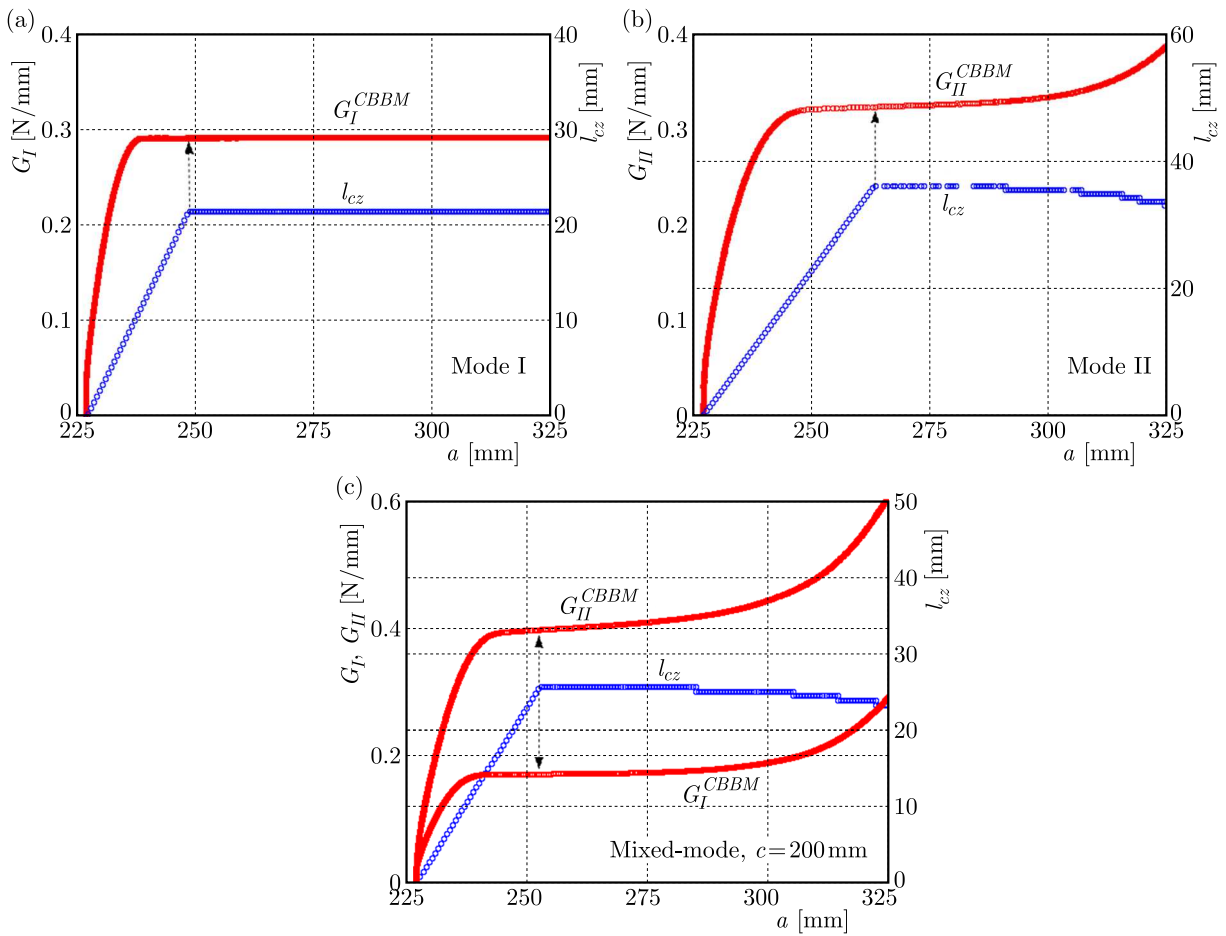 (a)
0.4
0.3
0.2
0.1
0
G_I [N/mm]
40
30
20
10
0
l_cz [mm]
G_I^CBBM
l_cz
Mode I
225 250 275 300 325
a [mm]
(b)
0.4
0.3
0.2
0.1
0
G_II [N/mm]
60
40
20
0
l_cz [mm]
G_II^CBBM
l_cz
Mode II
225 250 275 300 325
a [mm]
(c)
0.6
0.4
0.2
0
G_I, G_II [N/mm]
50
40
30
20
10
0
l_cz [mm]
G_II^CBBM
l_cz
G_I^CBBM
Mixed-mode, c=200mm
225 250 275 300 325
a [mm]